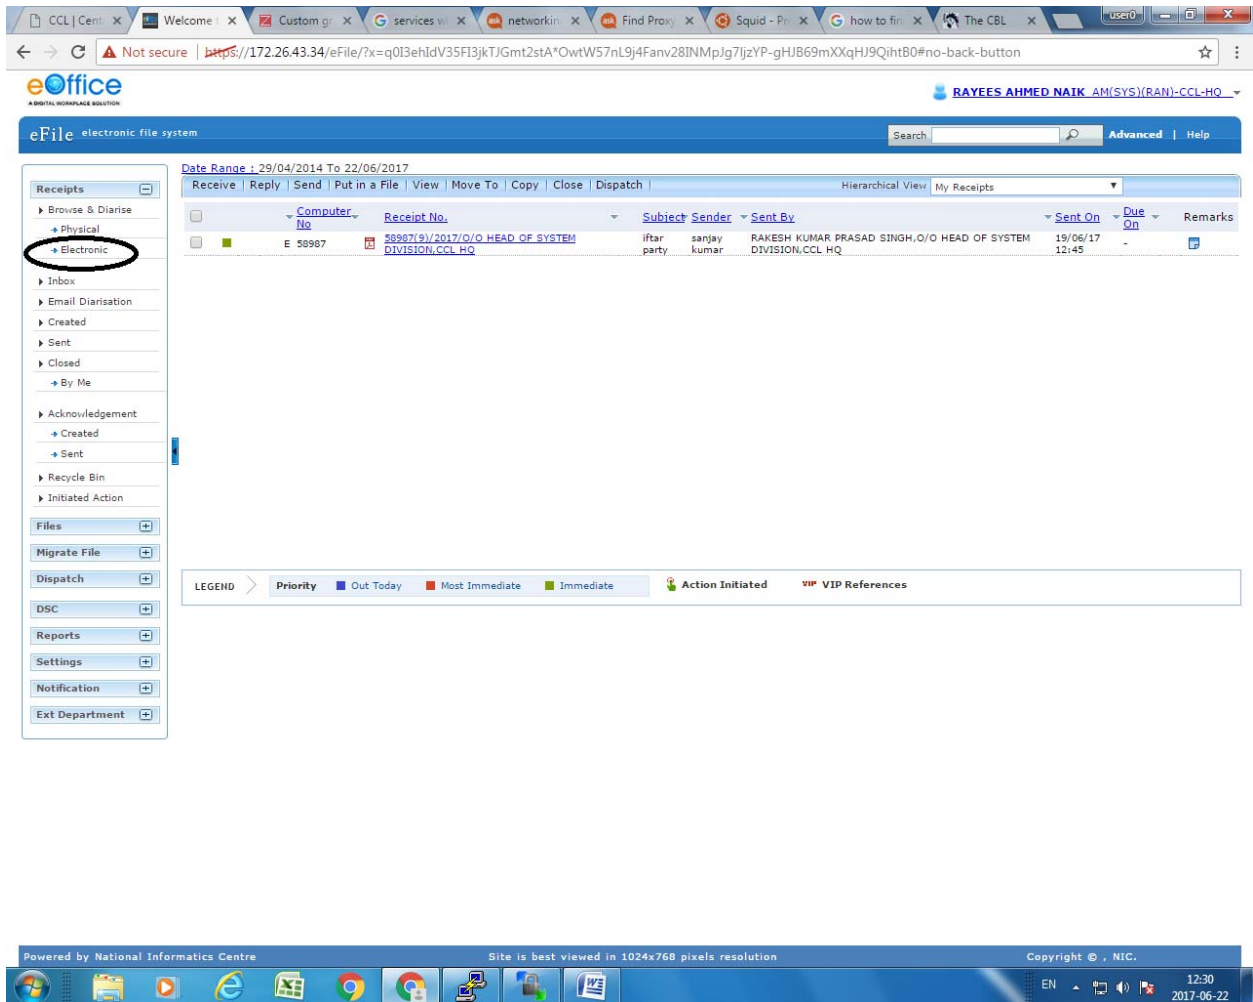 CCL | Cent
Welcome t
Custom gr
services wi
networkin
Find Proxy
Squid - Pr
how to fin
The CBL
user0
Not secure | https://172.26.43.34/eFile/?x=q0I3ehIdV35FI3jkTJGmt2stA*OwtW57nL9j4Fanv28INMpJg7ljzYP-gHJB69mXXqHJ9QihtB0#no-back-button
eOffice
A DIGITAL WORKPLACE SOLUTION
RAYEES AHMED NAIK AM(SYS)(RAN)-CCL-HQ
eFile electronic file system
Search
Advanced | Help
Date Range : 29/04/2014 To 22/06/2017
Receive | Reply | Send | Put in a File | View | Move To | Copy | Close | Dispatch |
Hierarchical View My Receipts
Computer No
Receipt No.
Subject
Sender
Sent By
Sent On
Due On
Remarks
E 58987
58987(9)/2017/O/O HEAD OF SYSTEM
DIVISION,CCL HQ
iftar party
sanjay kumar
RAKESH KUMAR PRASAD SINGH,O/O HEAD OF SYSTEM
DIVISION,CCL HQ
19/06/17
12:45
-
Receipts
Browse & Diarise
Physical
Electronic
Inbox
Email Diarisation
Created
Sent
Closed
By Me
Acknowledgement
Created
Sent
Recycle Bin
Initiated Action
Files
Migrate File
Dispatch
DSC
Reports
Settings
Notification
Ext Department
LEGEND
Priority
Out Today
Most Immediate
Immediate
Action Initiated
VIP VIP References
Powered by National Informatics Centre
Site is best viewed in 1024x768 pixels resolution
Copyright © , NIC.
EN
12:30
2017-06-22